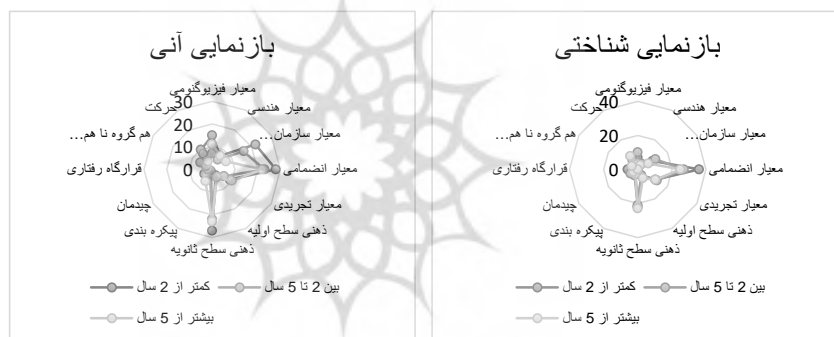 بازنمایی شناختی
معیار فیزیوگنومی
40
حرکت
معیار هندسی
هم گروه نا هم...
20
معیار سازمان...
قرارگاه رفتاری
0
معیار انضمامی
چیدمان
معیار تجریدی
پیکره بندی
ذهنی سطح اولیه
ذهنی سطح ثانویه
کمتر از 2 سال
بین 2 تا 5 سال
بیشتر از 5 سال
بازنمایی آنی
معیار فیزیوگنومی
30
حرکت
معیار هندسی
20
هم گروه نا هم...
معیار سازمان...
10
قرارگاه رفتاری
0
معیار انضمامی
چیدمان
معیار تجریدی
پیکره بندی
ذهنی سطح اولیه
ذهنی سطح ثانویه
کمتر از 2 سال
بین 2 تا 5 سال
بیشتر از 5 سال